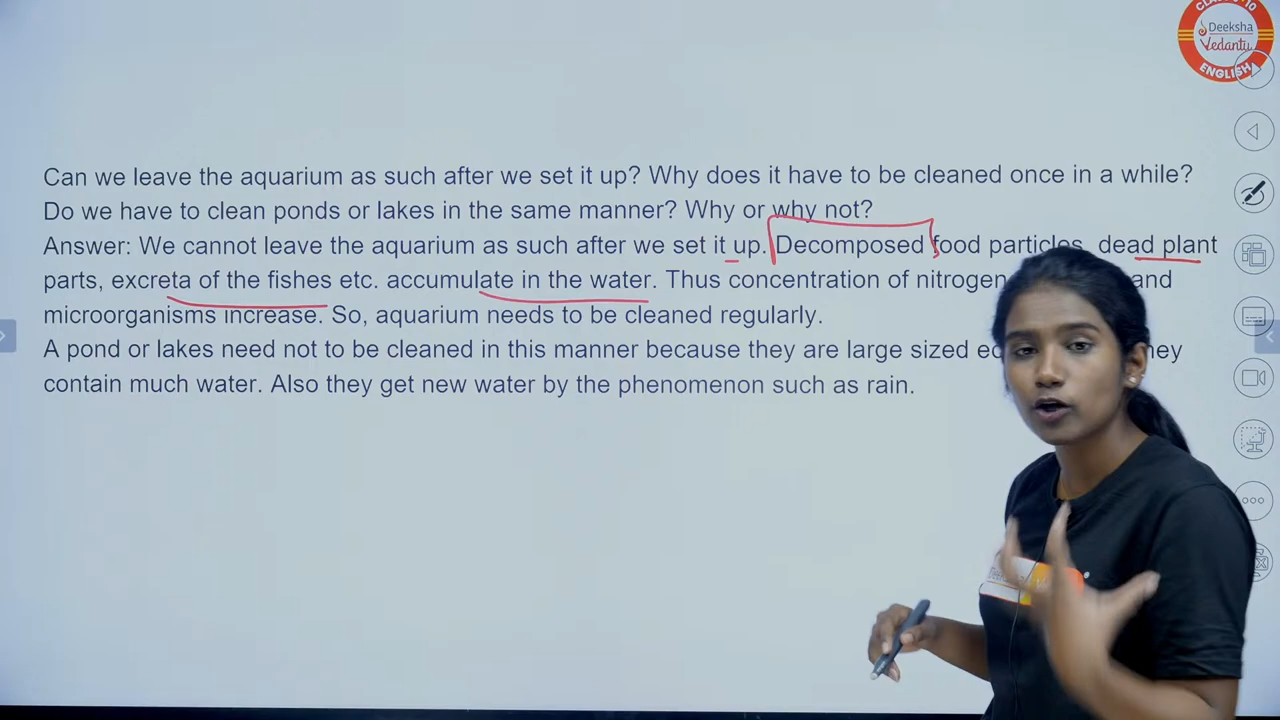 CLASS 6-10
Deeksha
Vedantu
ENGLISH
Can we leave the aquarium as such after we set it up? Why does it have to be cleaned once in a while?
Do we have to clean ponds or lakes in the same manner? Why or why not?
Answer: We cannot leave the aquarium as such after we set it up. Decomposed food particles, dead plant
parts, excreta of the fishes etc. accumulate in the water. Thus concentration of nitrogen and
microorganisms increase. So, aquarium needs to be cleaned regularly.
A pond or lakes need not to be cleaned in this manner because they are large sized
contain much water. Also they get new water by the phenomenon such as rain.
Deeksha